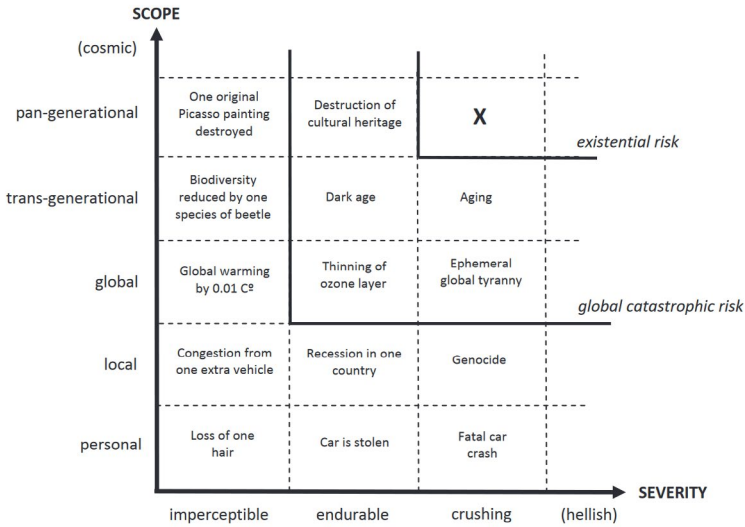 SCOPE
(cosmic)
pan-generational
One original
Picasso painting
destroyed
Destruction of
cultural heritage
X
existential risk
trans-generational
Biodiversity
reduced by one
species of beetle
Dark age
Aging
global
Global warming
by 0.01 Cº
Thinning of
ozone layer
Ephemeral
global tyranny
global catastrophic risk
local
Congestion from
one extra vehicle
Recession in one
country
Genocide
personal
Loss of one
hair
Car is stolen
Fatal car
crash
SEVERITY
imperceptible
endurable
crushing
(hellish)